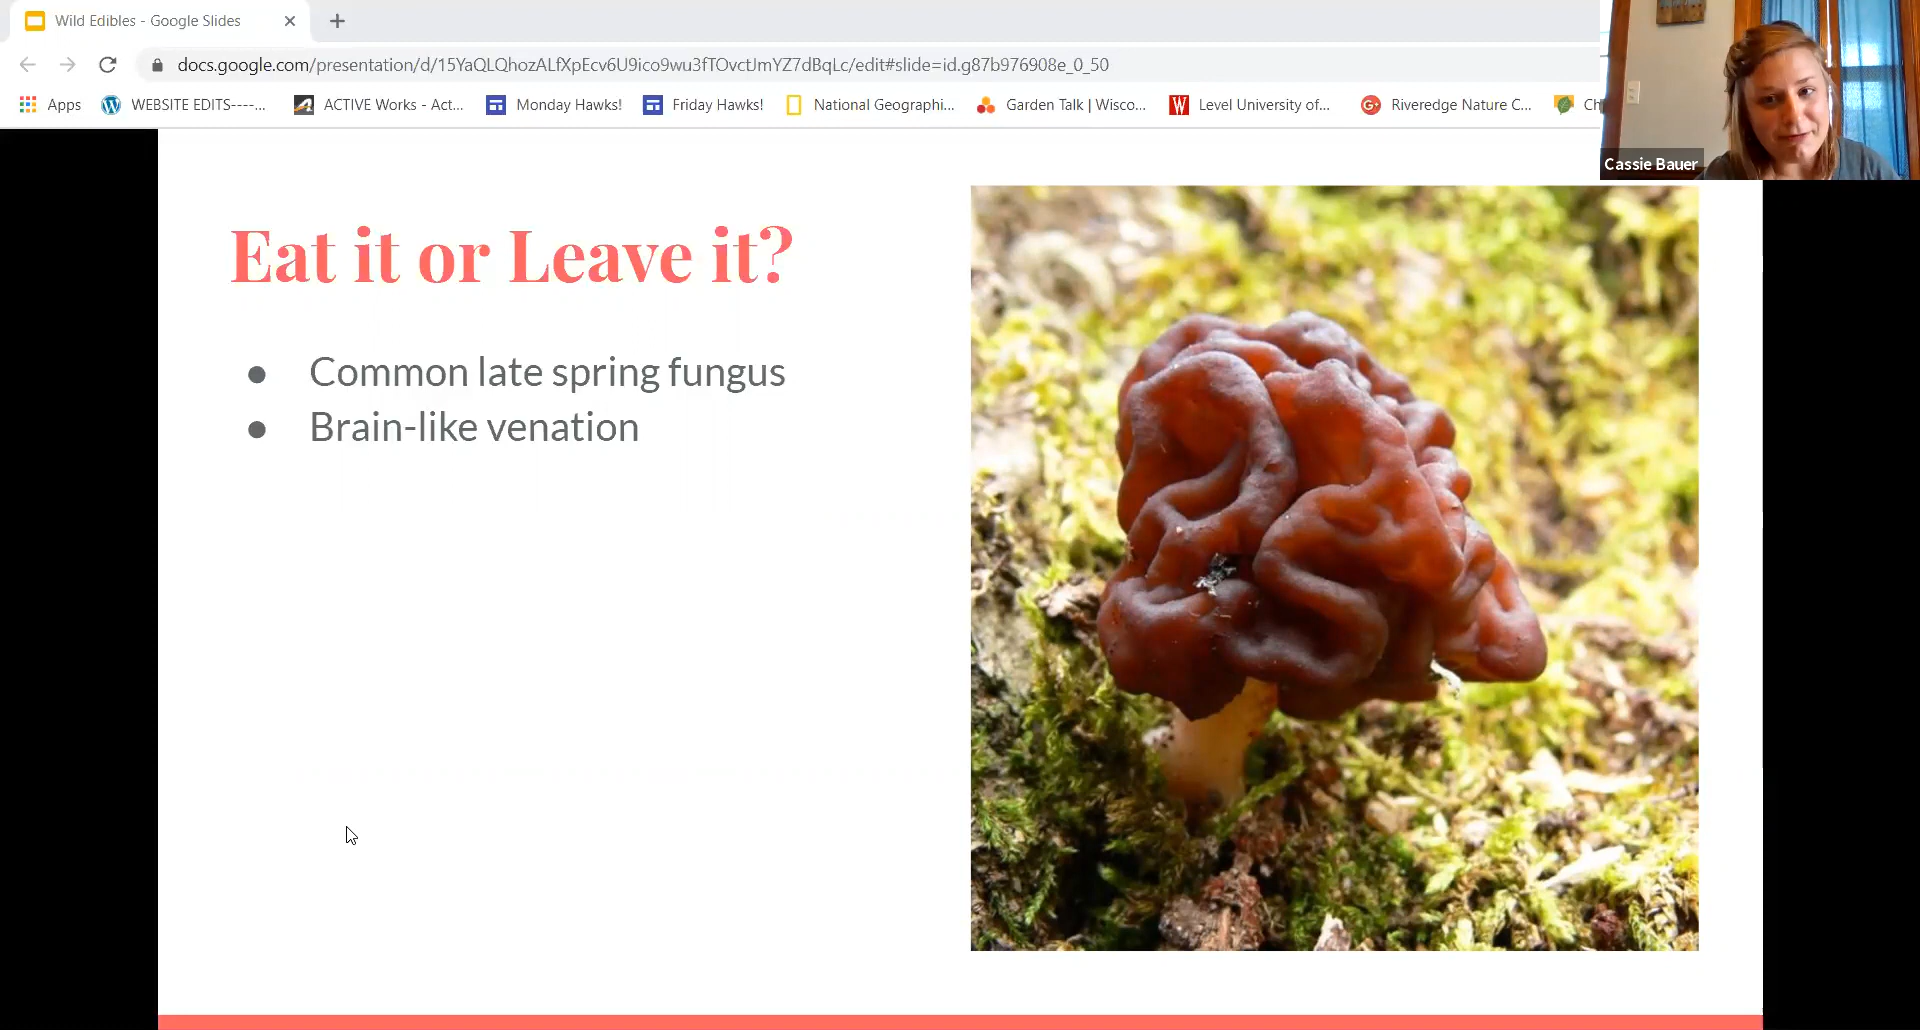 Wild Edibles - Google Slides
docs.google.com/presentation/d/15YaQLQhozALfXpEcv6U9ico9wu3fTOvctJmYZ7dBqLc/edit#slide=id.g87b976908e_0_50
Apps WEBSITE EDITS----... ACTIVE Works - Act... Monday Hawks! Friday Hawks! National Geographi... Garden Talk | Wisco... Level University of... Riveredge Nature C... Ch
Cassie Bauer
Eat it or Leave it?
● Common late spring fungus
● Brain-like venation